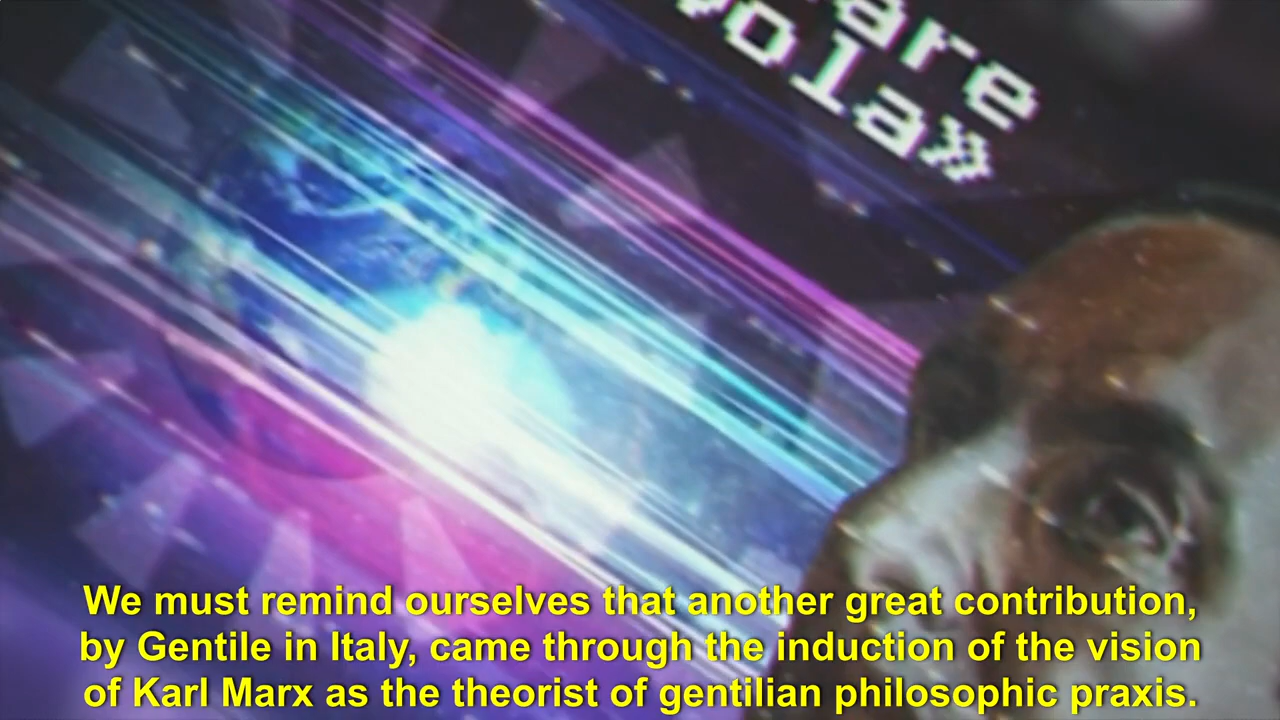 are
ola»
We must remind ourselves that another great contribution,
by Gentile in Italy, came through the induction of the vision
of Karl Marx as the theorist of gentilian philosophic praxis.